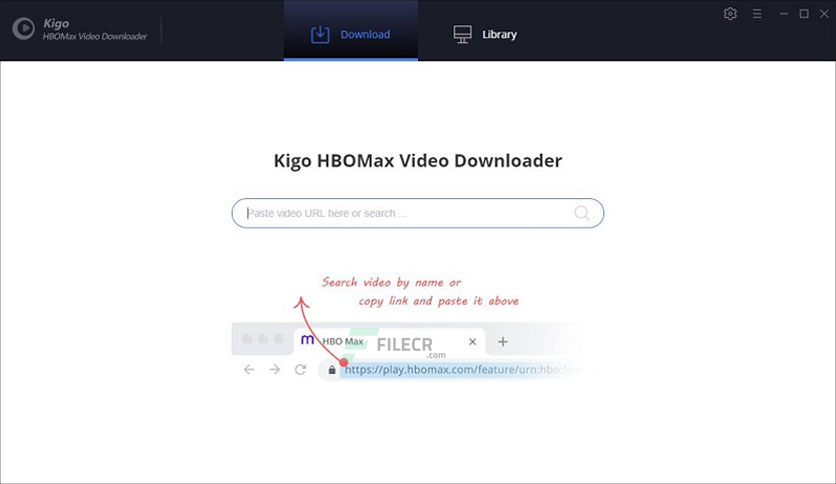 Kigo
HBOMax Video Downloader
Download
Library
Kigo HBOMax Video Downloader
Paste video URL here or search ...
Search video by name or
copy link and paste it above
m HBO Max
FILECR
.com
https://play.hbomax.com/feature/urn:hbo:fe